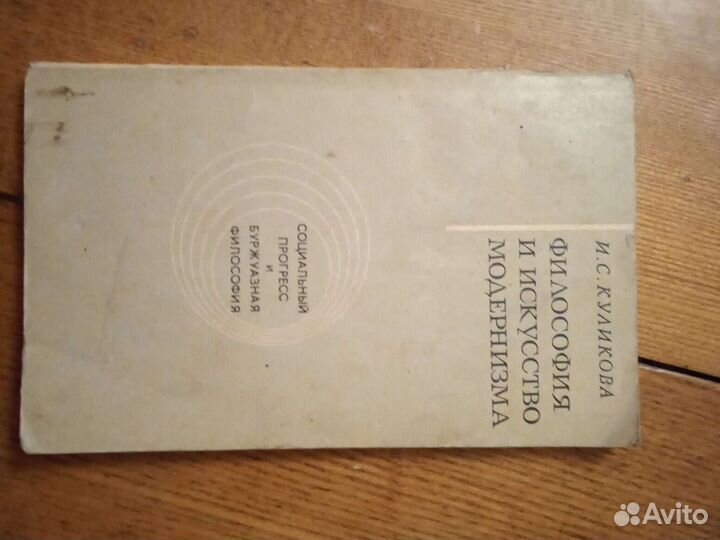 И. С. КУЛИКОВА
ФИЛОСОФИЯ
И ИСКУССТВО
МОДЕРНИЗМА
СОЦИАЛЬНЫЙ
ПРОГРЕСС
И
БУРЖУАЗНАЯ
ФИЛОСОФИЯ
Avito